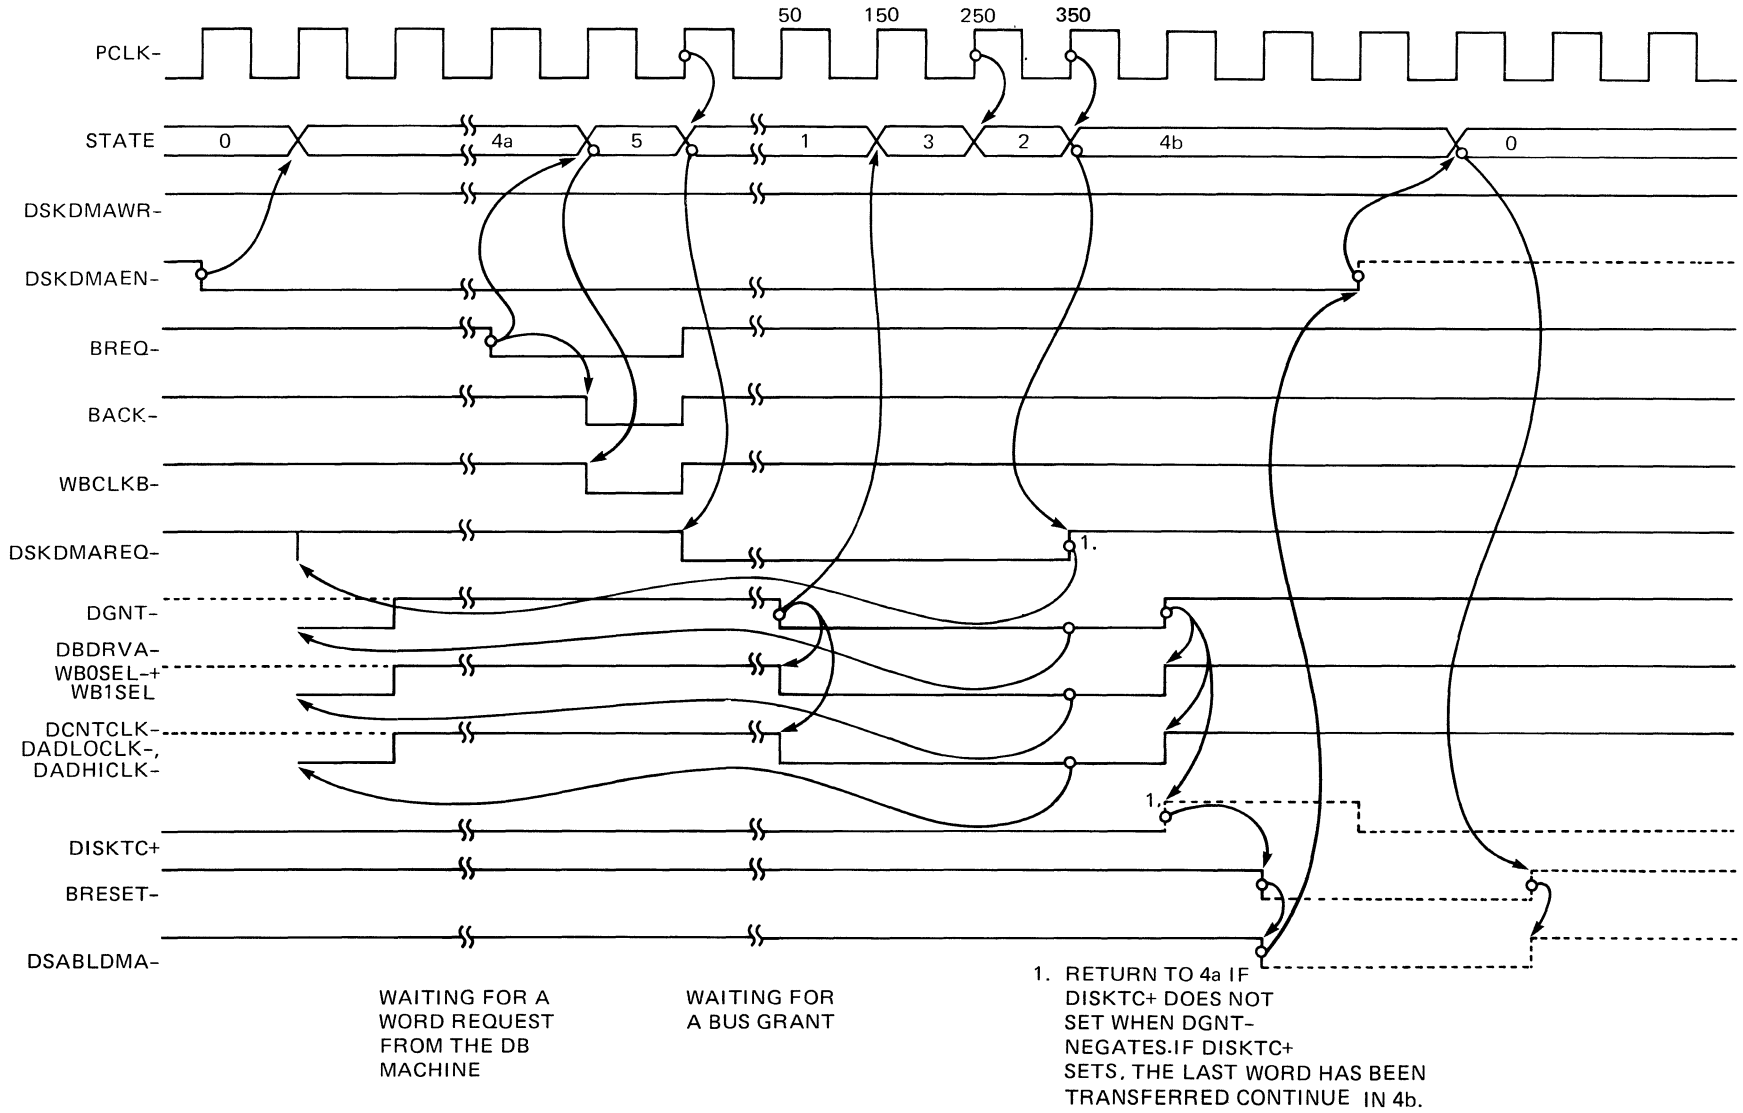 50 150 250 350
PCLK-
STATE 0 4a 5 1 3 2 4b 0
DSKDMAWR-
DSKDMAEN-
BREQ-
BACK-
WBCLKB-
DSKDMAREQ- 1.
DGNT-
DBDRVA-
WB0SEL-+
WB1SEL
DCNTCLK-
DADLOCLK-,
DADHICLK-
1,
DISKTC+
BRESET-
DSABLDMA-
WAITING FOR A
WORD REQUEST
FROM THE DB
MACHINE
WAITING FOR
A BUS GRANT
1. RETURN TO 4a IF
DISKTC+ DOES NOT
SET WHEN DGNT-
NEGATES.IF DISKTC+
SETS, THE LAST WORD HAS BEEN
TRANSFERRED CONTINUE IN 4b.